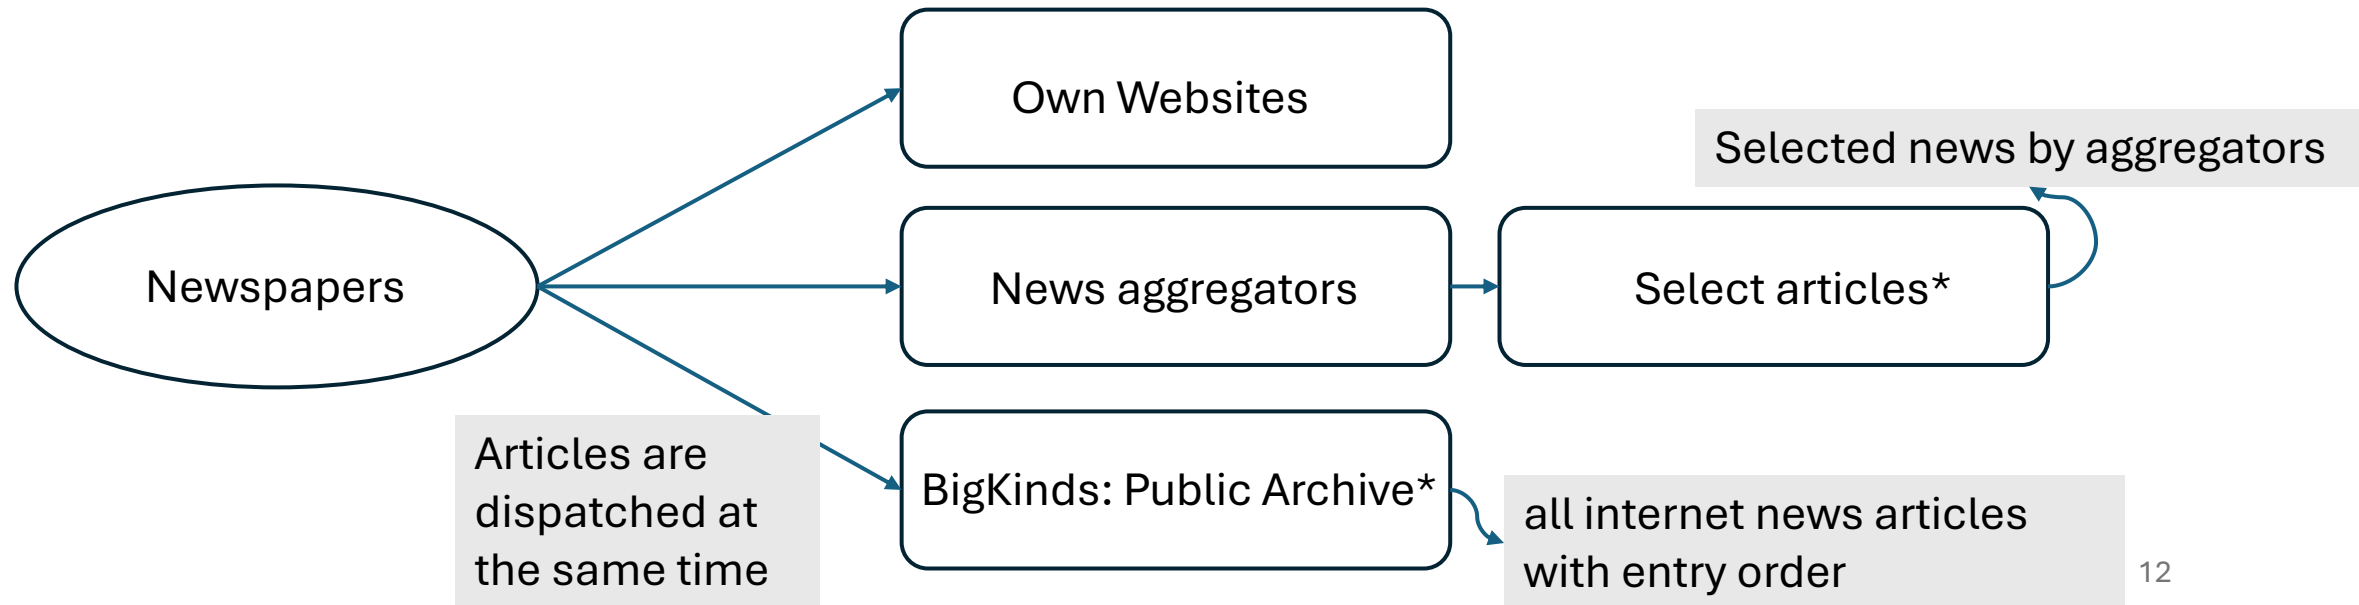 Own Websites
Selected news by aggregators
Newspapers
News aggregators
Select articles*
Articles are
dispatched at
the same time
BigKinds: Public Archive*
all internet news articles
with entry order
12